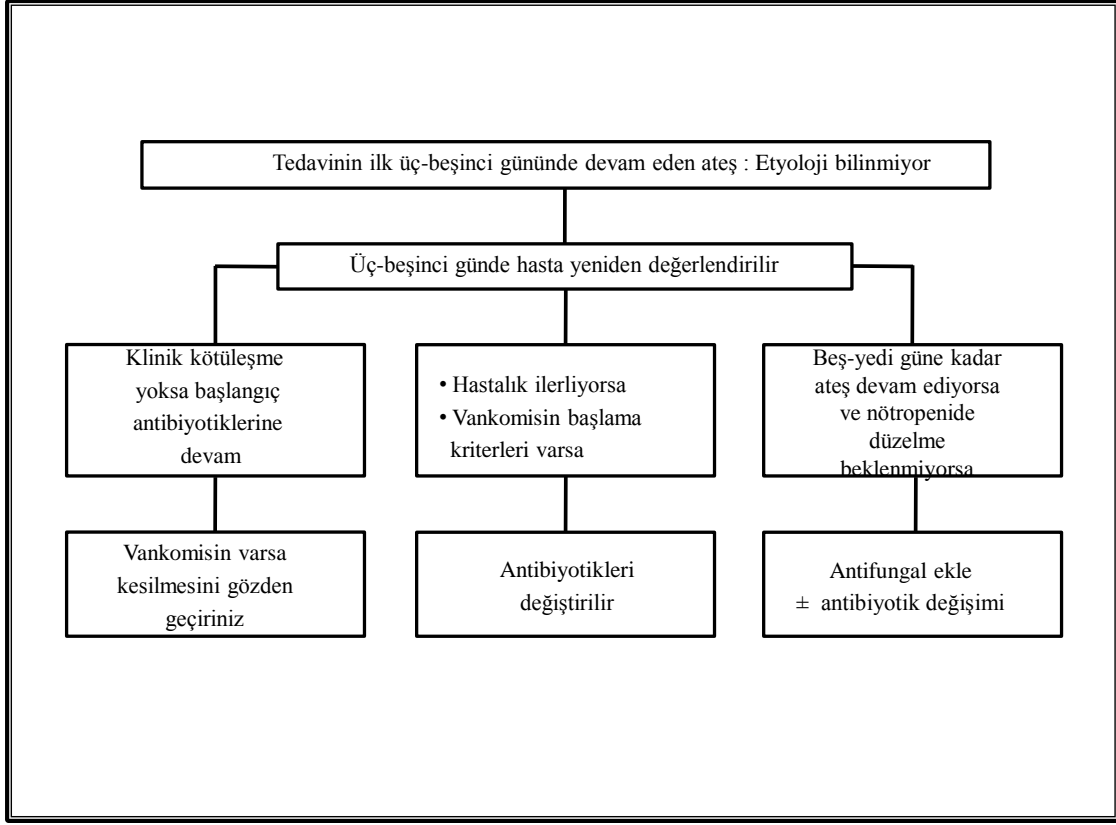 Tedavinin ilk üç-beşinci gününde devam eden ateş : Etyoloji bilinmiyor
Üç-beşinci günde hasta yeniden değerlendirilir
Klinik kötüleşme
yoksa başlangıç
antibiyotiklerine
devam
• Hastalık ilerliyorsa
• Vankomisin başlama
kriterleri varsa
Beş-yedi güne kadar
ateş devam ediyorsa
ve nötropenide
düzelme
beklenmiyorsa
Vankomisin varsa
kesilmesini gözden
geçiriniz
Antibiyotikleri
değiştirilir
Antifungal ekle
± antibiyotik değişimi